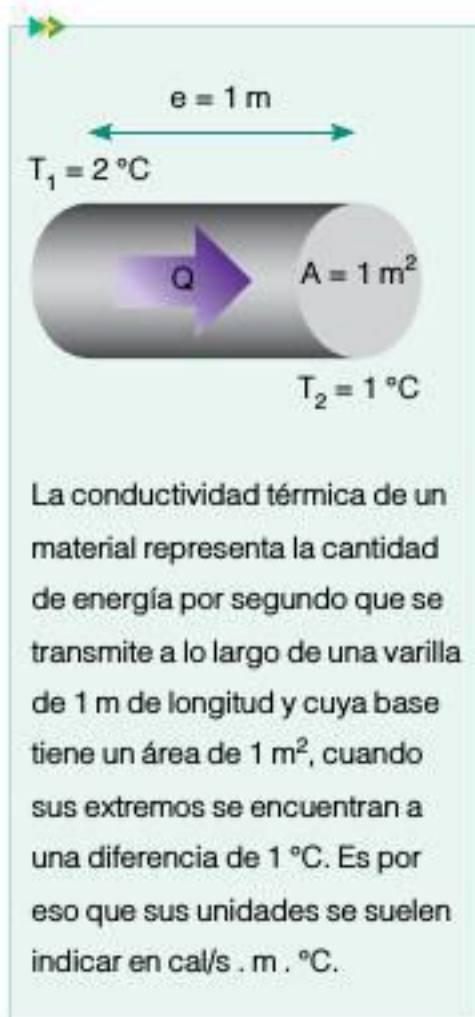 e = 1 m
T₁ = 2 °C
Q
A = 1 m²
T₂ = 1 °C
La conductividad térmica de un
material representa la cantidad
de energía por segundo que se
transmite a lo largo de una varilla
de 1 m de longitud y cuya base
tiene un área de 1 m², cuando
sus extremos se encuentran a
una diferencia de 1 °C. Es por
eso que sus unidades se suelen
indicar en cal/s . m . °C.